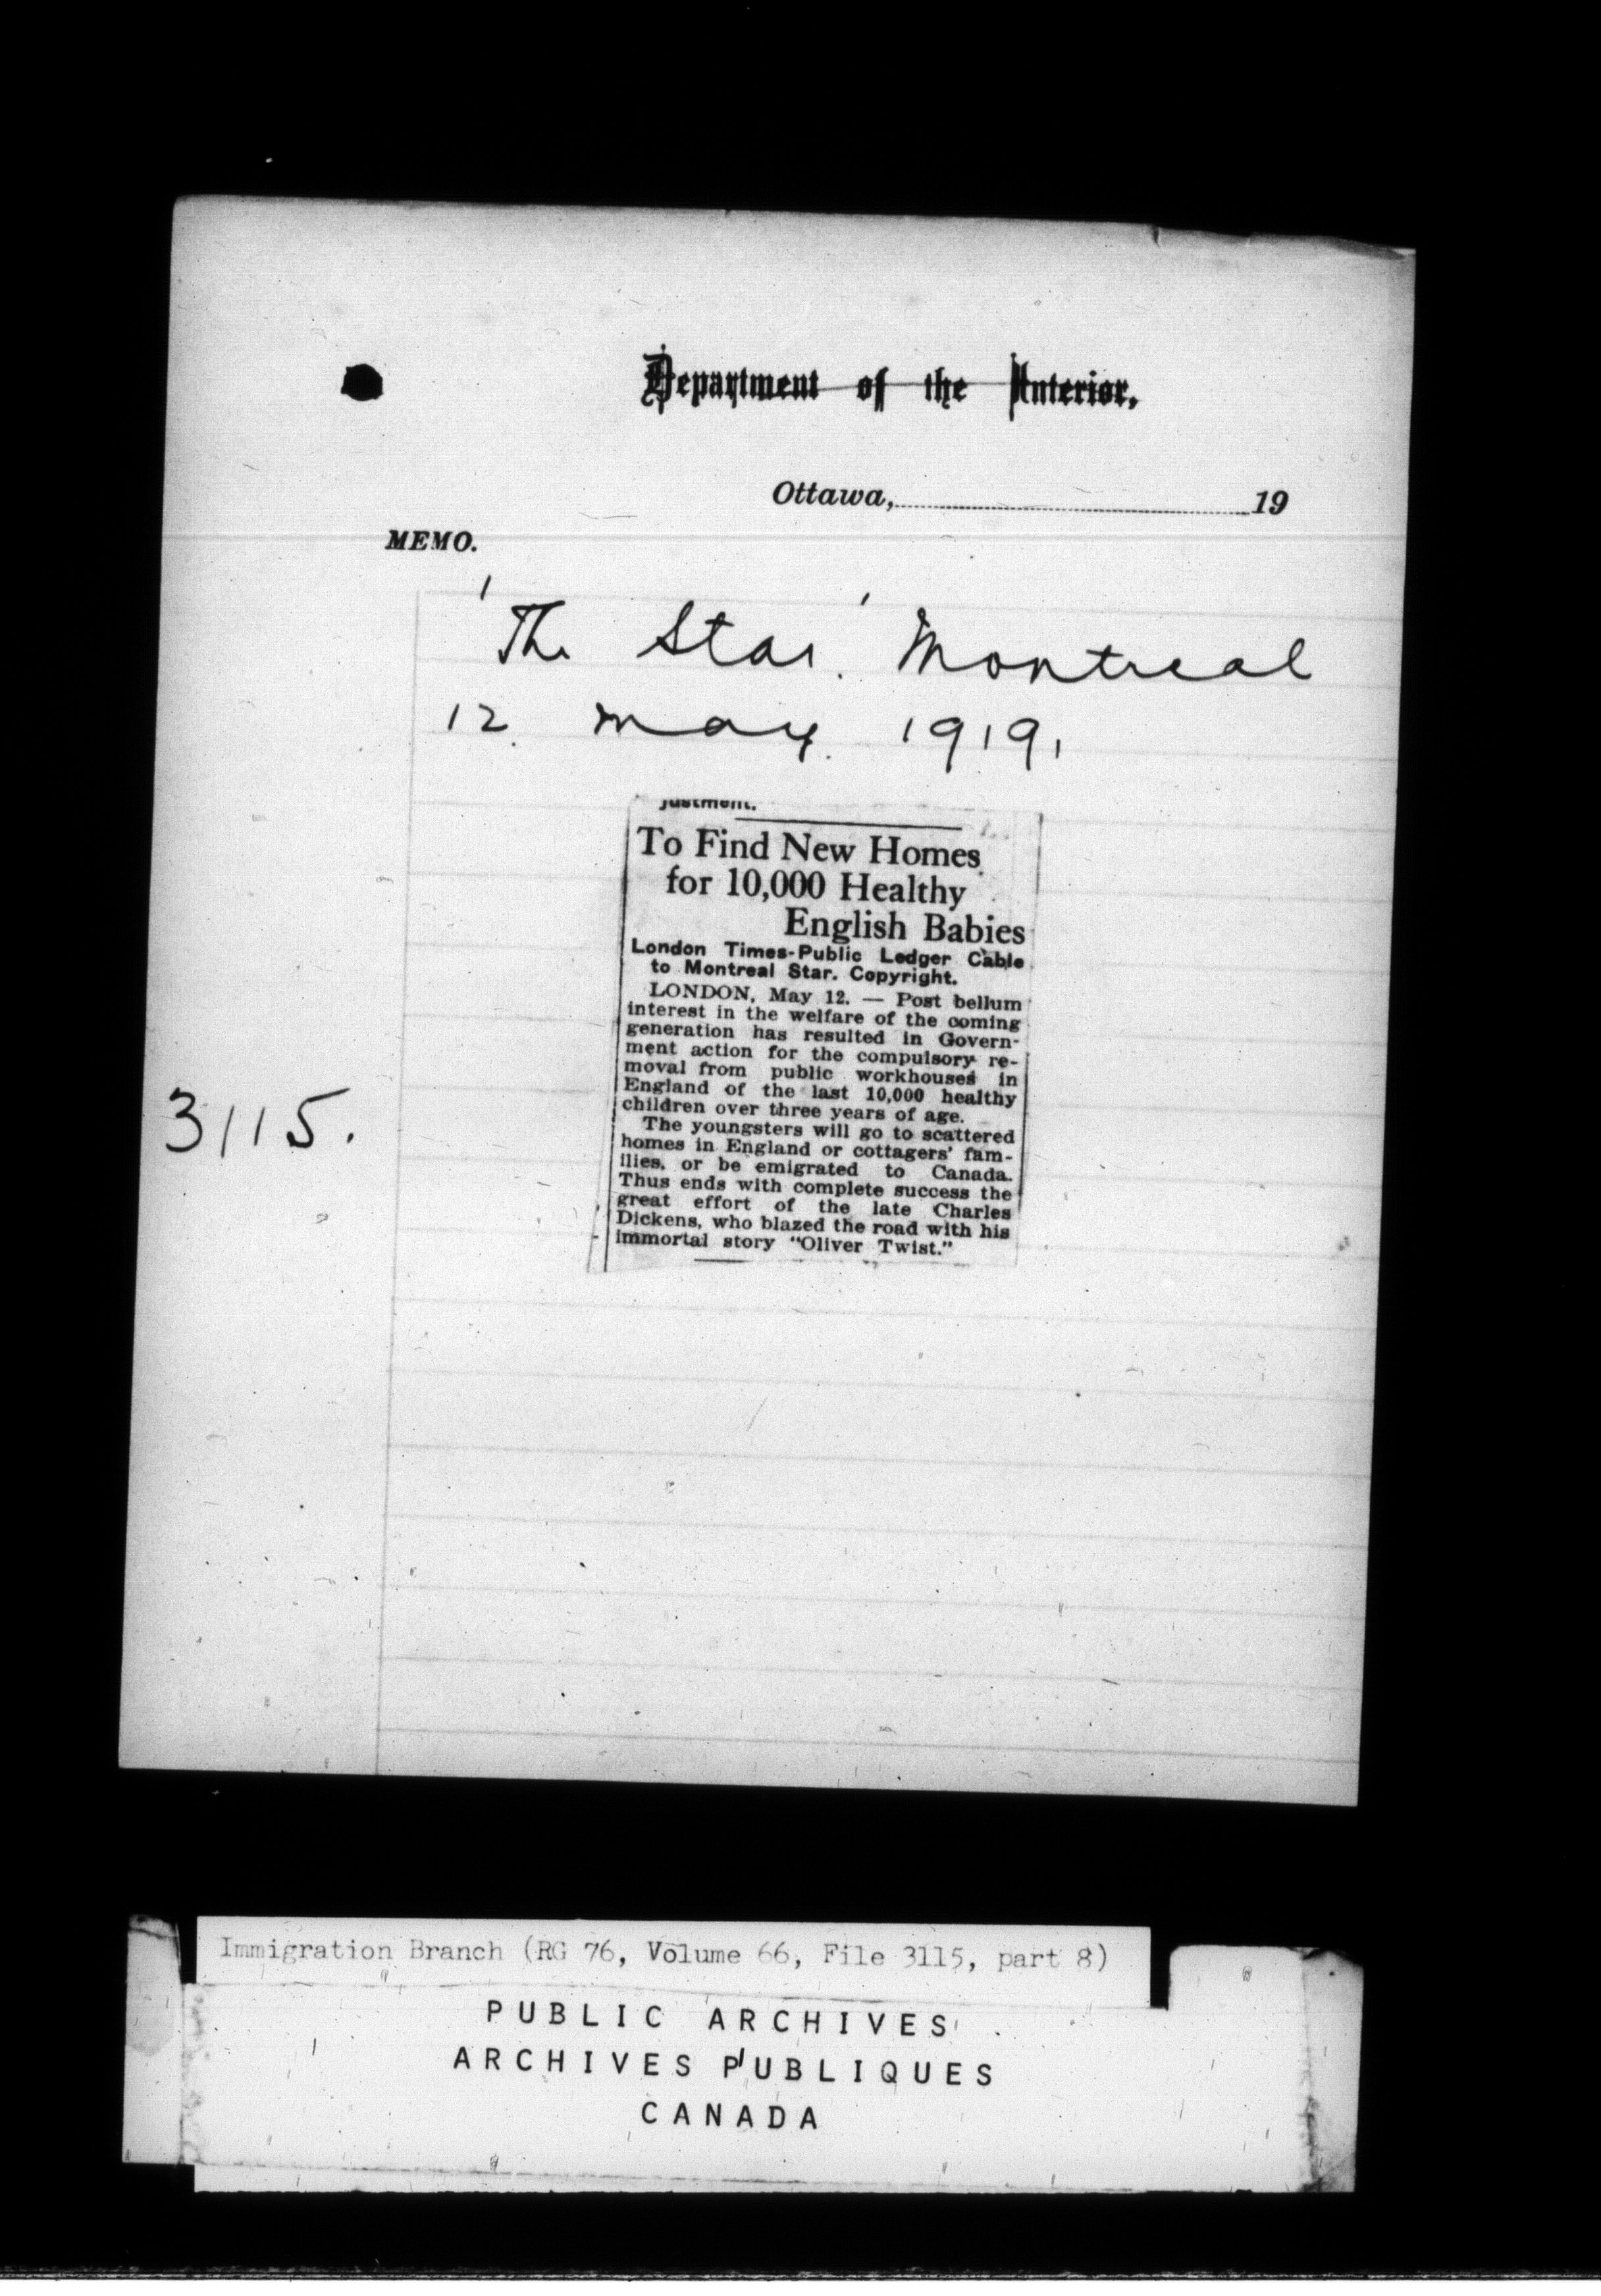 Department of the Interior,
Ottawa, 19
MEMO.
'The Star.' Montreal
12. May. 1919.
justment.
To Find New Homes
for 10,000 Healthy
English Babies
London Times-Public Ledger Cable
to Montreal Star. Copyright.
LONDON, May 12. — Post bellum
interest in the welfare of the coming
generation has resulted in Govern-
ment action for the compulsory re-
moval from public workhouses in
England of the last 10,000 healthy
children over three years of age.
The youngsters will go to scattered
homes in England or cottagers' fam-
ilies, or be emigrated to Canada.
Thus ends with complete success the
great effort of the late Charles
Dickens, who blazed the road with his
immortal story "Oliver Twist."
3115.
Immigration Branch (RG 76, Volume 66, File 3115, part 8)
PUBLIC ARCHIVES
ARCHIVES PUBLIQUES
CANADA